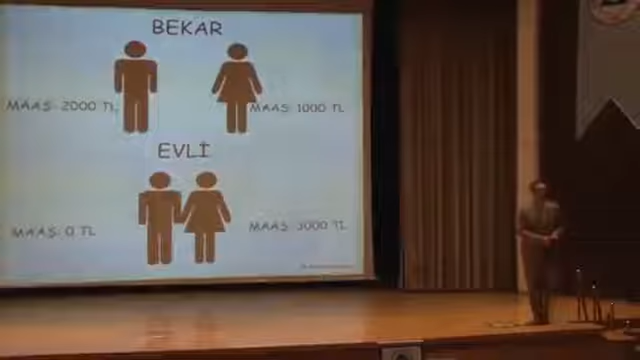 BEKAR
MAAŞ: 2000 TL
MAAŞ: 1000 TL
EVLİ
MAAŞ: 0 TL
MAAŞ: 3000 TL